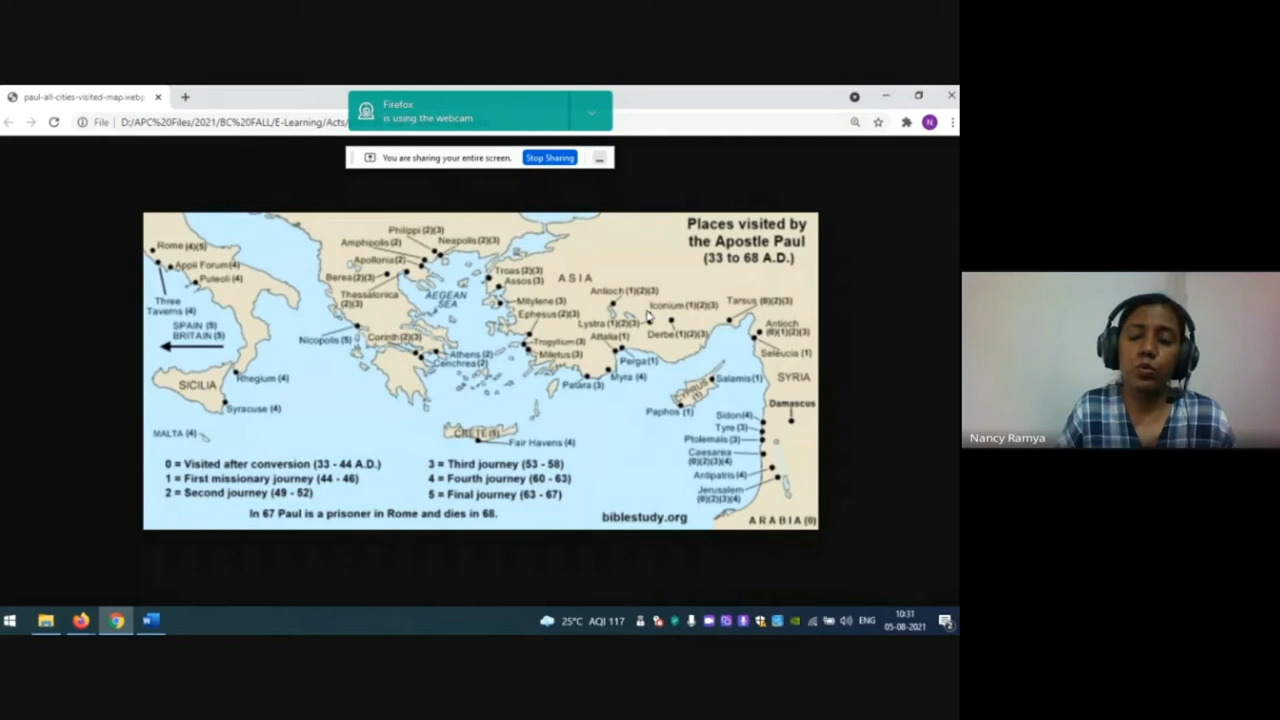 paul-all-cities-visited-map.webp
Firefox
is using the webcam
File | D:/APC%20Files/2021/BC%20FALL/E-Learning/Acts/
N
You are sharing your entire screen.
Stop Sharing
Places visited by
the Apostle Paul
(33 to 68 A.D.)
Philippi (2)(3)
Neapolis (2)(3)
Amphipolis (2)
Rome (4)(5)
Apollonia (2)
Appii Forum (4)
Puteoli (4)
Berea (2)(3)
Troas (2)(3)
Assos (3)
ASIA
Thessalonica
(2)(3)
AEGEAN
SEA
Antioch (1)(2)(3)
Three
Taverns (4)
Mitylene (3)
Iconium (1)(2)(3)
Tarsus (0)(2)(3)
SPAIN (5)
BRITAIN (5)
Ephesus (2)(3)
Lystra (1)(2)(3)
Antioch
(0)(1)(2)(3)
Nicopolis (5)
Corinth (2)(3)
Trogylium (3)
Attalia (1)
Derbe (1)(2)(3)
Athens (2)
Cenchrea (2)
Miletus (3)
Perga (1)
Seleucia (1)
Rhegium (4)
SICILIA
Patara (3)
Myra (4)
Salamis (1)
SYRIA
CYPRUS
(1)
Syracuse (4)
Paphos (1)
Damascus
Sidon (4)
MALTA (4)
CRETE (5)
Tyre (3)
Fair Havens (4)
Ptolemais (3)
Caesarea
(0)(2)(3)(4)
Antipatris (4)
Jerusalem
(0)(2)(3)(4)
0 = Visited after conversion (33 - 44 A.D.)
1 = First missionary journey (44 - 46)
2 = Second journey (49 - 52)
3 = Third journey (53 - 58)
4 = Fourth journey (60 - 63)
5 = Final journey (63 - 67)
In 67 Paul is a prisoner in Rome and dies in 68.
biblestudy.org
ARABIA (0)
Nancy Ramya
25°C AQI 117
ENG
10:31
05-08-2021
2